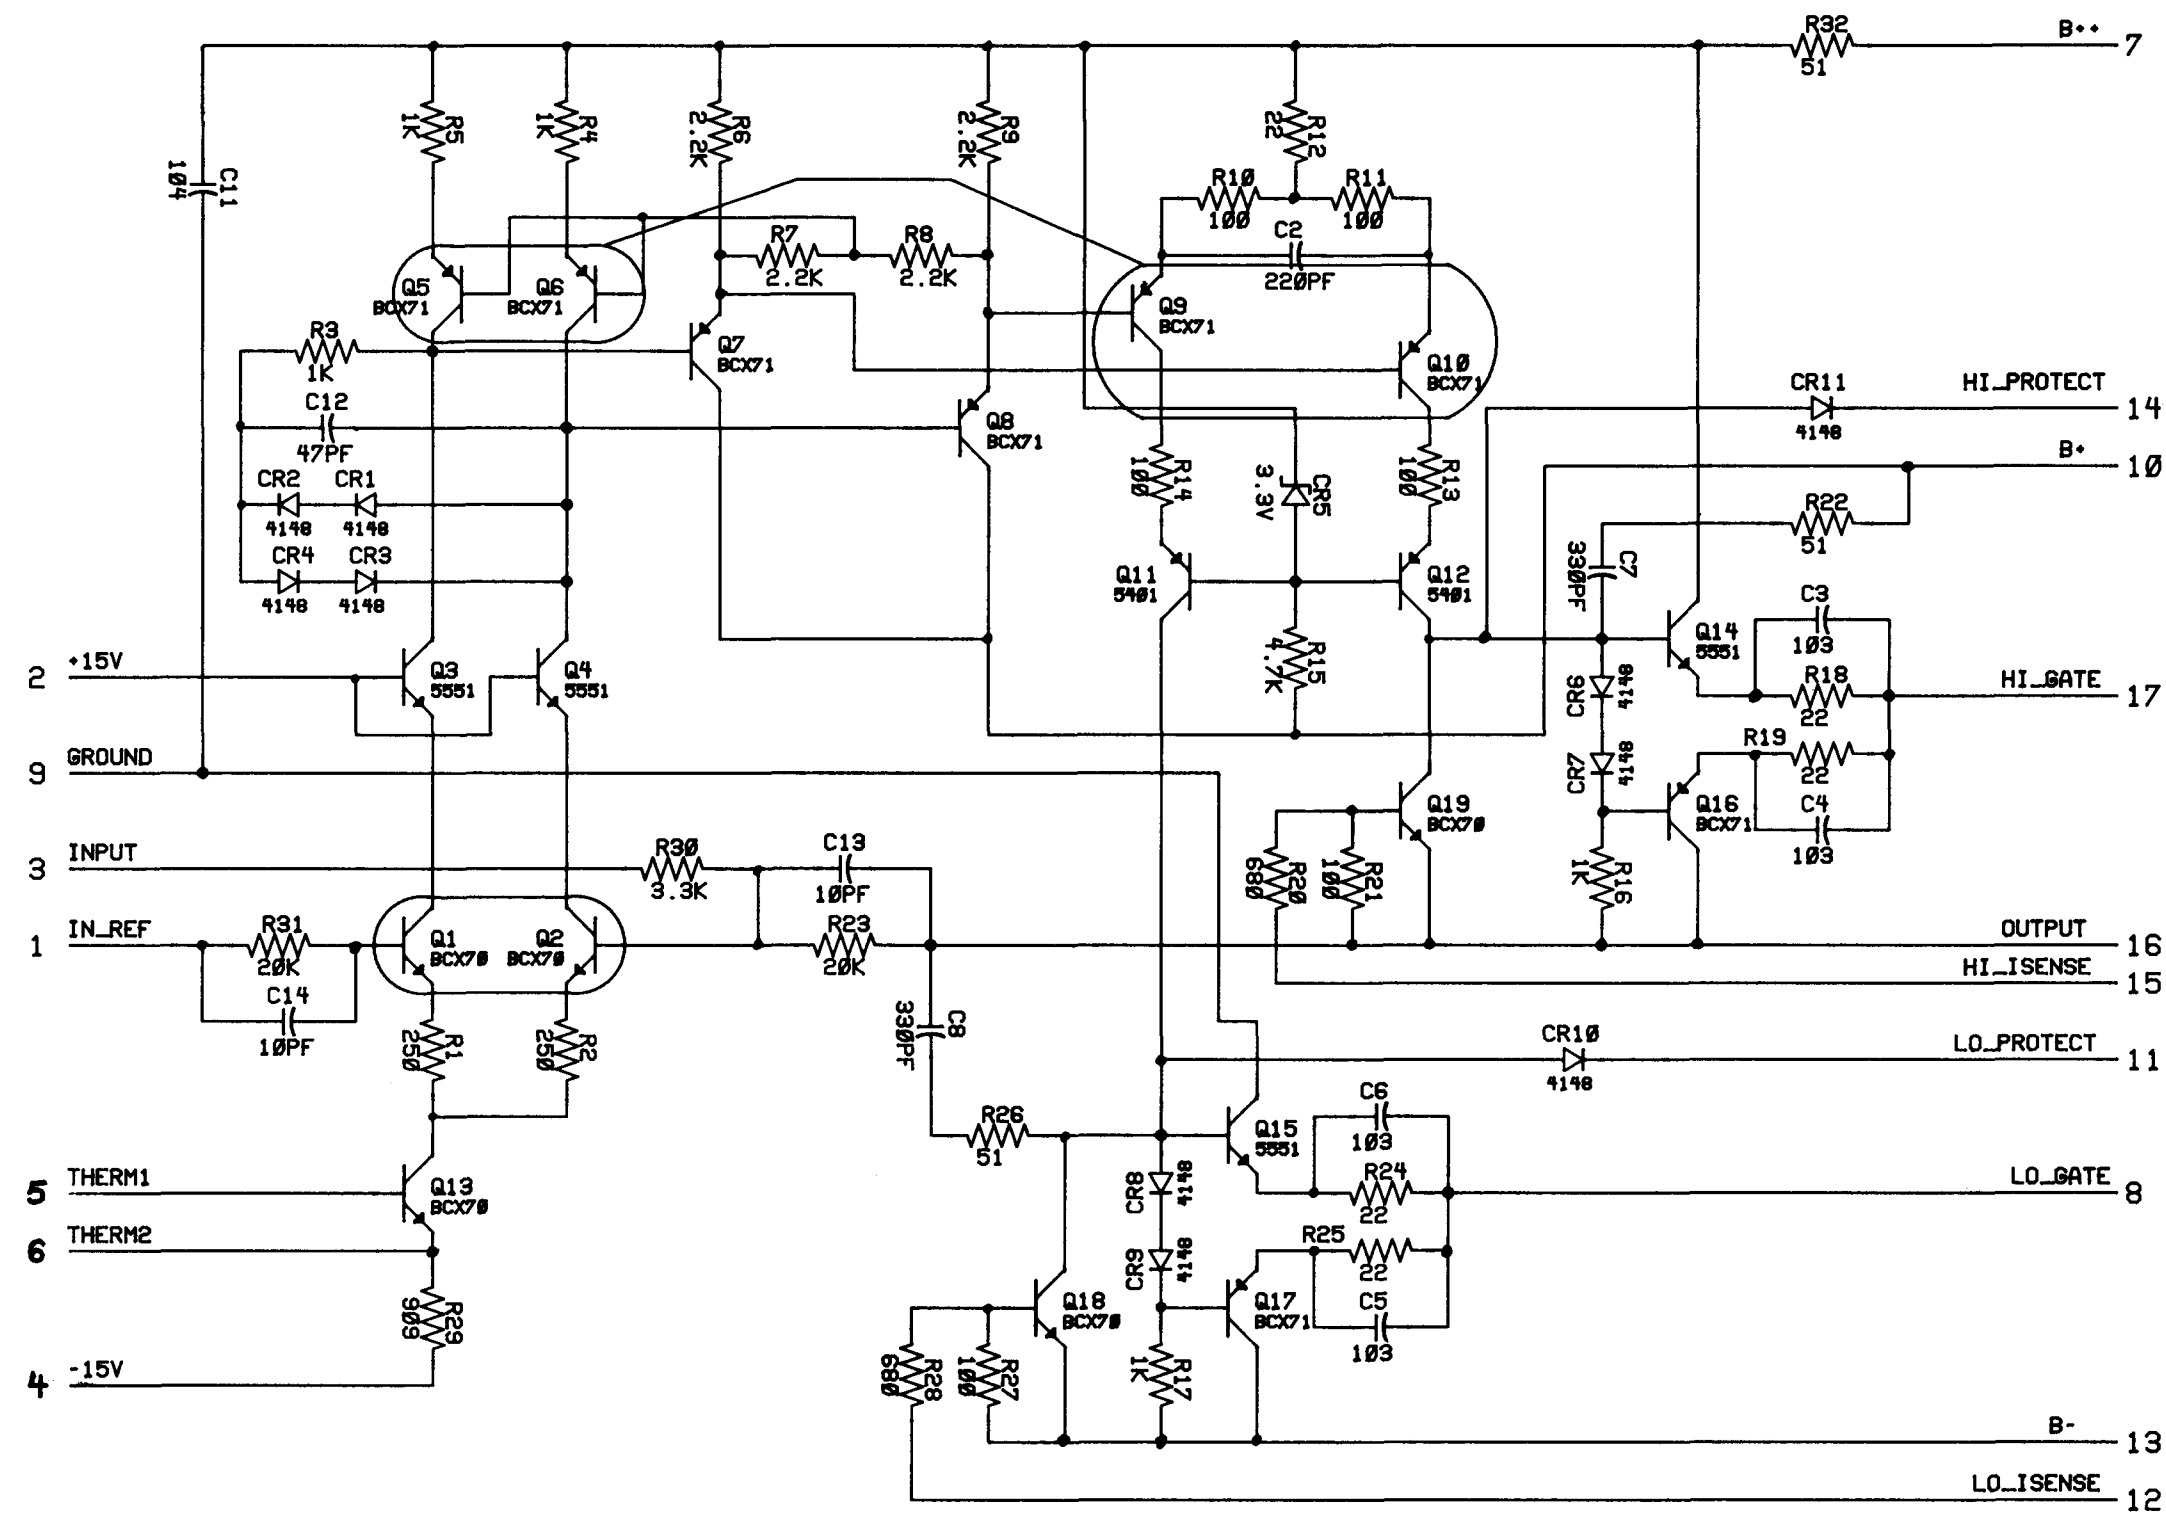 R32
B++
7
51
R5
1K
R4
1K
R6
2.2K
R9
2.2K
R12
22
C11
104
R10
100
R11
100
R7
2.2K
R8
2.2K
C2
220PF
Q5
BCX71
Q6
BCX71
Q9
BCX71
R3
1K
Q7
BCX71
Q10
BCX71
CR11
4148
HI_PROTECT
14
C12
47PF
Q8
BCX71
B+
10
CR2
4148
CR1
4148
R14
100
3.3V
CR5
R13
100
R22
51
CR4
4148
CR3
4148
Q11
5401
Q12
5401
330PF
C7
C3
103
2
+15V
Q3
5551
Q4
5551
R15
4.7K
CR6
4148
Q14
5551
R18
22
HI_GATE
17
9
GROUND
CR7
4148
R19
22
Q19
BCX70
Q16
BCX71
C4
103
3
INPUT
R30
3.3K
C13
10PF
R20
680
R21
100
R16
1K
1
IN_REF
R31
20K
Q1
BCX70
Q2
BCX70
R23
20K
OUTPUT
16
HI_ISENSE
15
C14
10PF
R1
250
R2
250
C8
330PF
CR10
4148
LO_PROTECT
11
R26
51
Q15
5551
C6
103
5
THERM1
Q13
BCX70
CR8
4148
R24
22
LO_GATE
8
6
THERM2
CR9
4148
R25
22
R29
909
Q18
BCX70
Q17
BCX71
C5
103
4
-15V
R28
680
R27
100
R17
1K
B-
13
LO_ISENSE
12